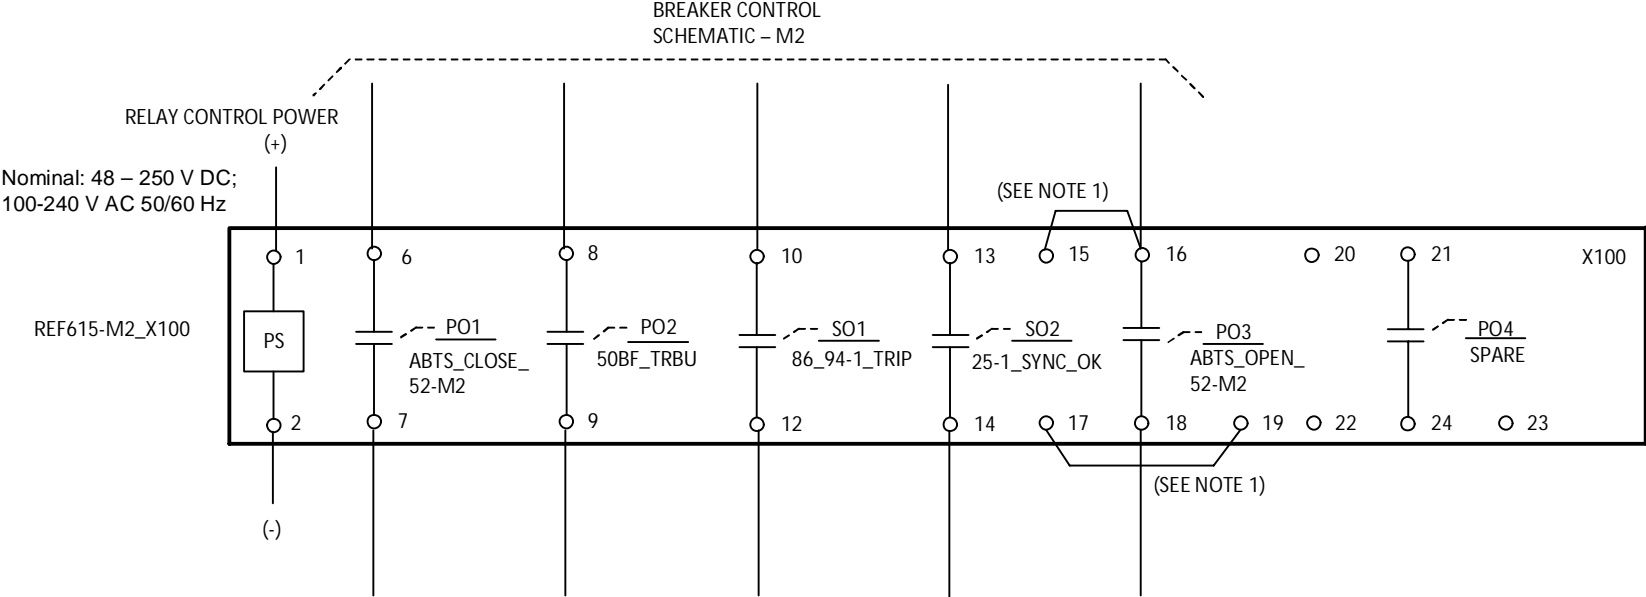 BREAKER CONTROL
SCHEMATIC – M2
RELAY CONTROL POWER
(+)
Nominal: 48 – 250 V DC;
100-240 V AC 50/60 Hz
(SEE NOTE 1)
1
6
8
10
13
15
16
20
21
X100
REF615-M2_X100
PS
PO1
ABTS_CLOSE_
52-M2
PO2
50BF_TRBU
SO1
86_94-1_TRIP
SO2
25-1_SYNC_OK
PO3
ABTS_OPEN_
52-M2
PO4
SPARE
2
7
9
12
14
17
18
19
22
24
23
(SEE NOTE 1)
(-)